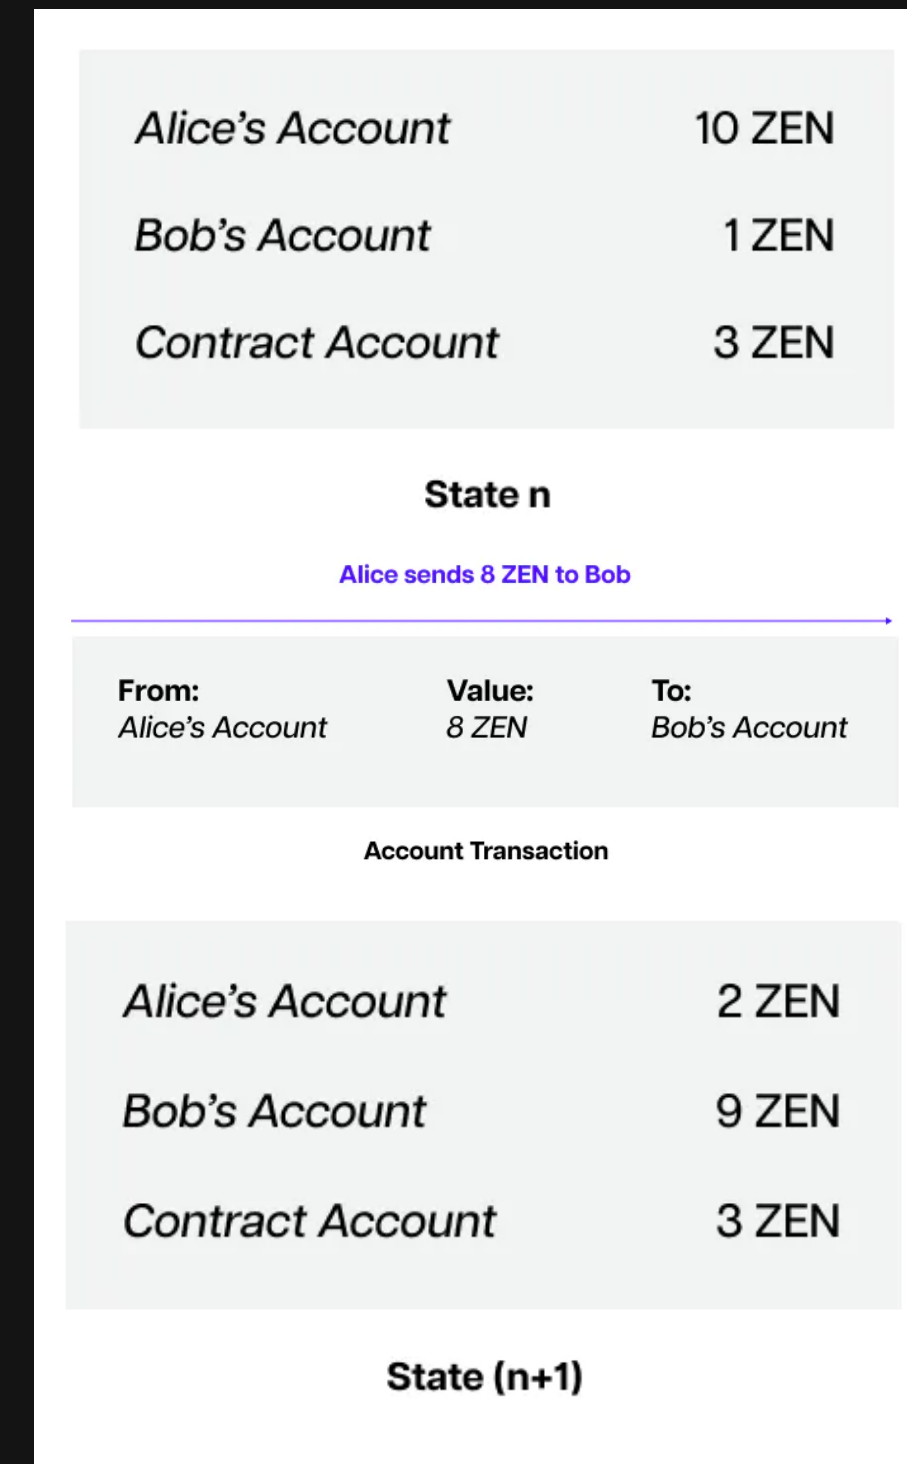 Alice’s Account 10 ZEN
Bob’s Account 1 ZEN
Contract Account 3 ZEN
State n
Alice sends 8 ZEN to Bob
From: Value: To:
Alice’s Account 8 ZEN Bob’s Account
Account Transaction
Alice’s Account 2 ZEN
Bob’s Account 9 ZEN
Contract Account 3 ZEN
State (n+1)